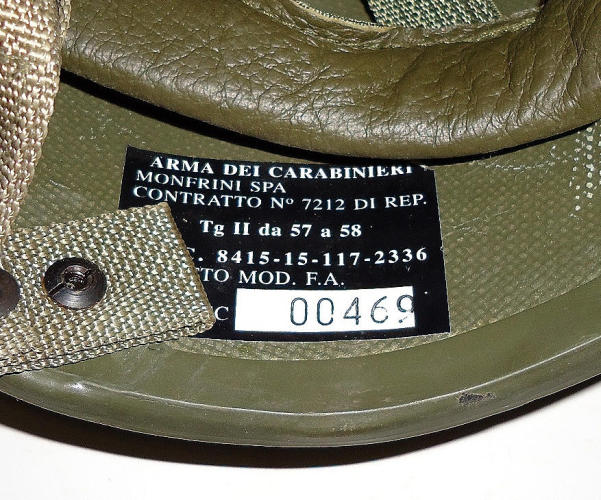 ARMA DEI CARABINIERI
MONFRINI SPA
CONTRATTO Nº 7212 DI REP.
Tg II da 57 a 58
. 8415-15-117-2336
TO MOD. F.A.
C 00469